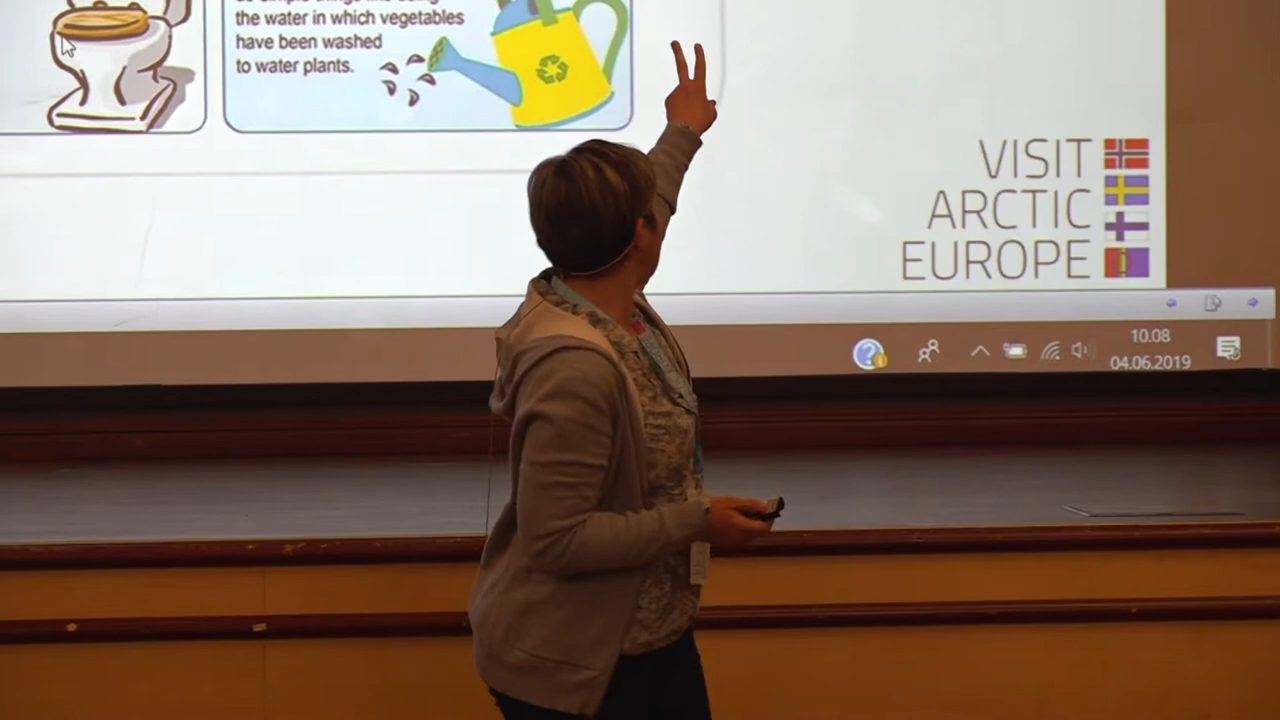 the water in which vegetables
have been washed
to water plants.
VISIT
ARCTIC
EUROPE
10.08
04.06.2019